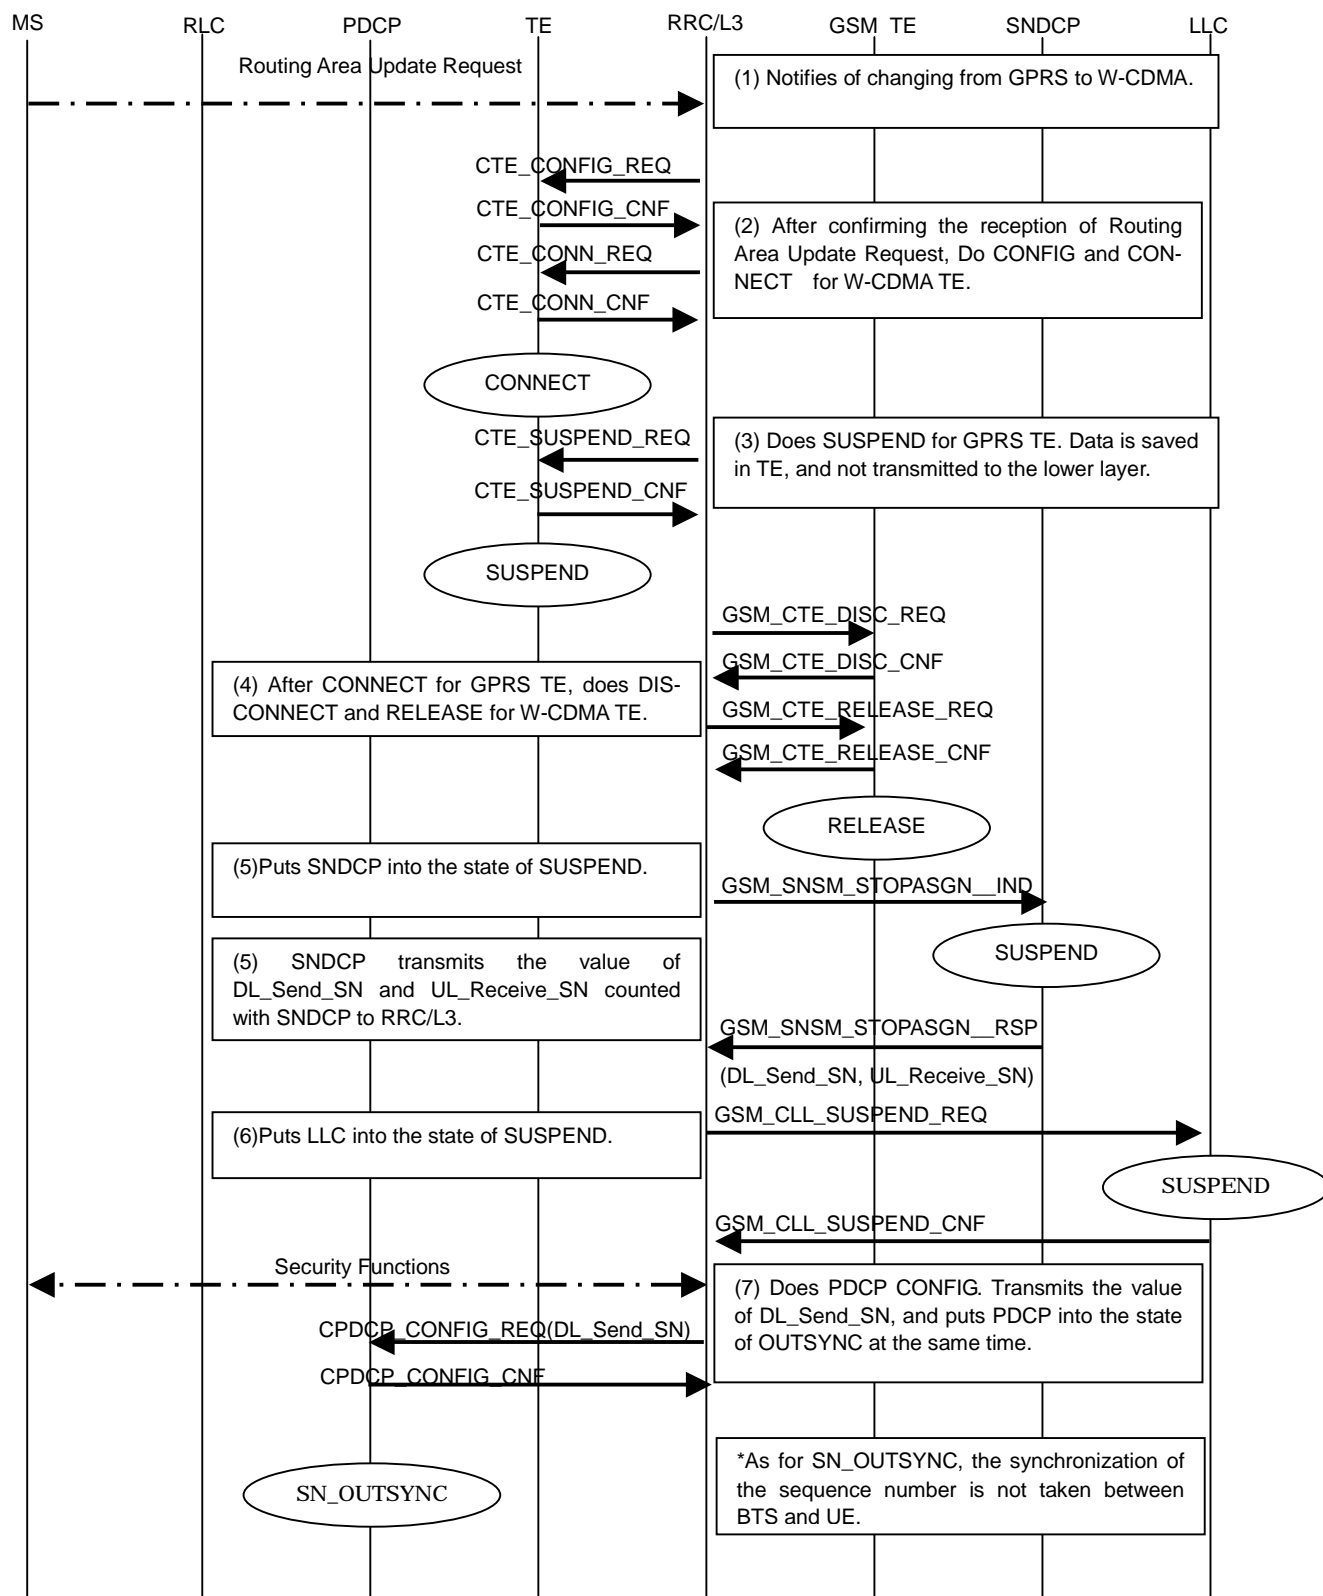 MS RLC PDCP TE RRC/L3 GSM TE SNDCP LLC
Routing Area Update Request
(1) Notifies of changing from GPRS to W-CDMA.
CTE_CONFIG_REQ
CTE_CONFIG_CNF
(2) After confirming the reception of Routing
Area Update Request, Do CONFIG and CON-
NECT for W-CDMA TE.
CTE_CONN_REQ
CTE_CONN_CNF
CONNECT
CTE_SUSPEND_REQ
(3) Does SUSPEND for GPRS TE. Data is saved
in TE, and not transmitted to the lower layer.
CTE_SUSPEND_CNF
SUSPEND
GSM_CTE_DISC_REQ
GSM_CTE_DISC_CNF
(4) After CONNECT for GPRS TE, does DIS-
CONNECT and RELEASE for W-CDMA TE.
GSM_CTE_RELEASE_REQ
GSM_CTE_RELEASE_CNF
RELEASE
(5)Puts SNDCP into the state of SUSPEND.
GSM_SNSM_STOPASGN__IND
SUSPEND
(5) SNDCP transmits the value of
DL_Send_SN and UL_Receive_SN counted
with SNDCP to RRC/L3.
GSM_SNSM_STOPASGN__RSP
(DL_Send_SN, UL_Receive_SN)
GSM_CLL_SUSPEND_REQ
(6)Puts LLC into the state of SUSPEND.
SUSPEND
GSM_CLL_SUSPEND_CNF
Security Functions
(7) Does PDCP CONFIG. Transmits the value
of DL_Send_SN, and puts PDCP into the state
of OUTSYNC at the same time.
CPDCP_CONFIG_REQ(DL_Send_SN)
CPDCP_CONFIG_CNF
*As for SN_OUTSYNC, the synchronization of
the sequence number is not taken between
BTS and UE.
SN_OUTSYNC